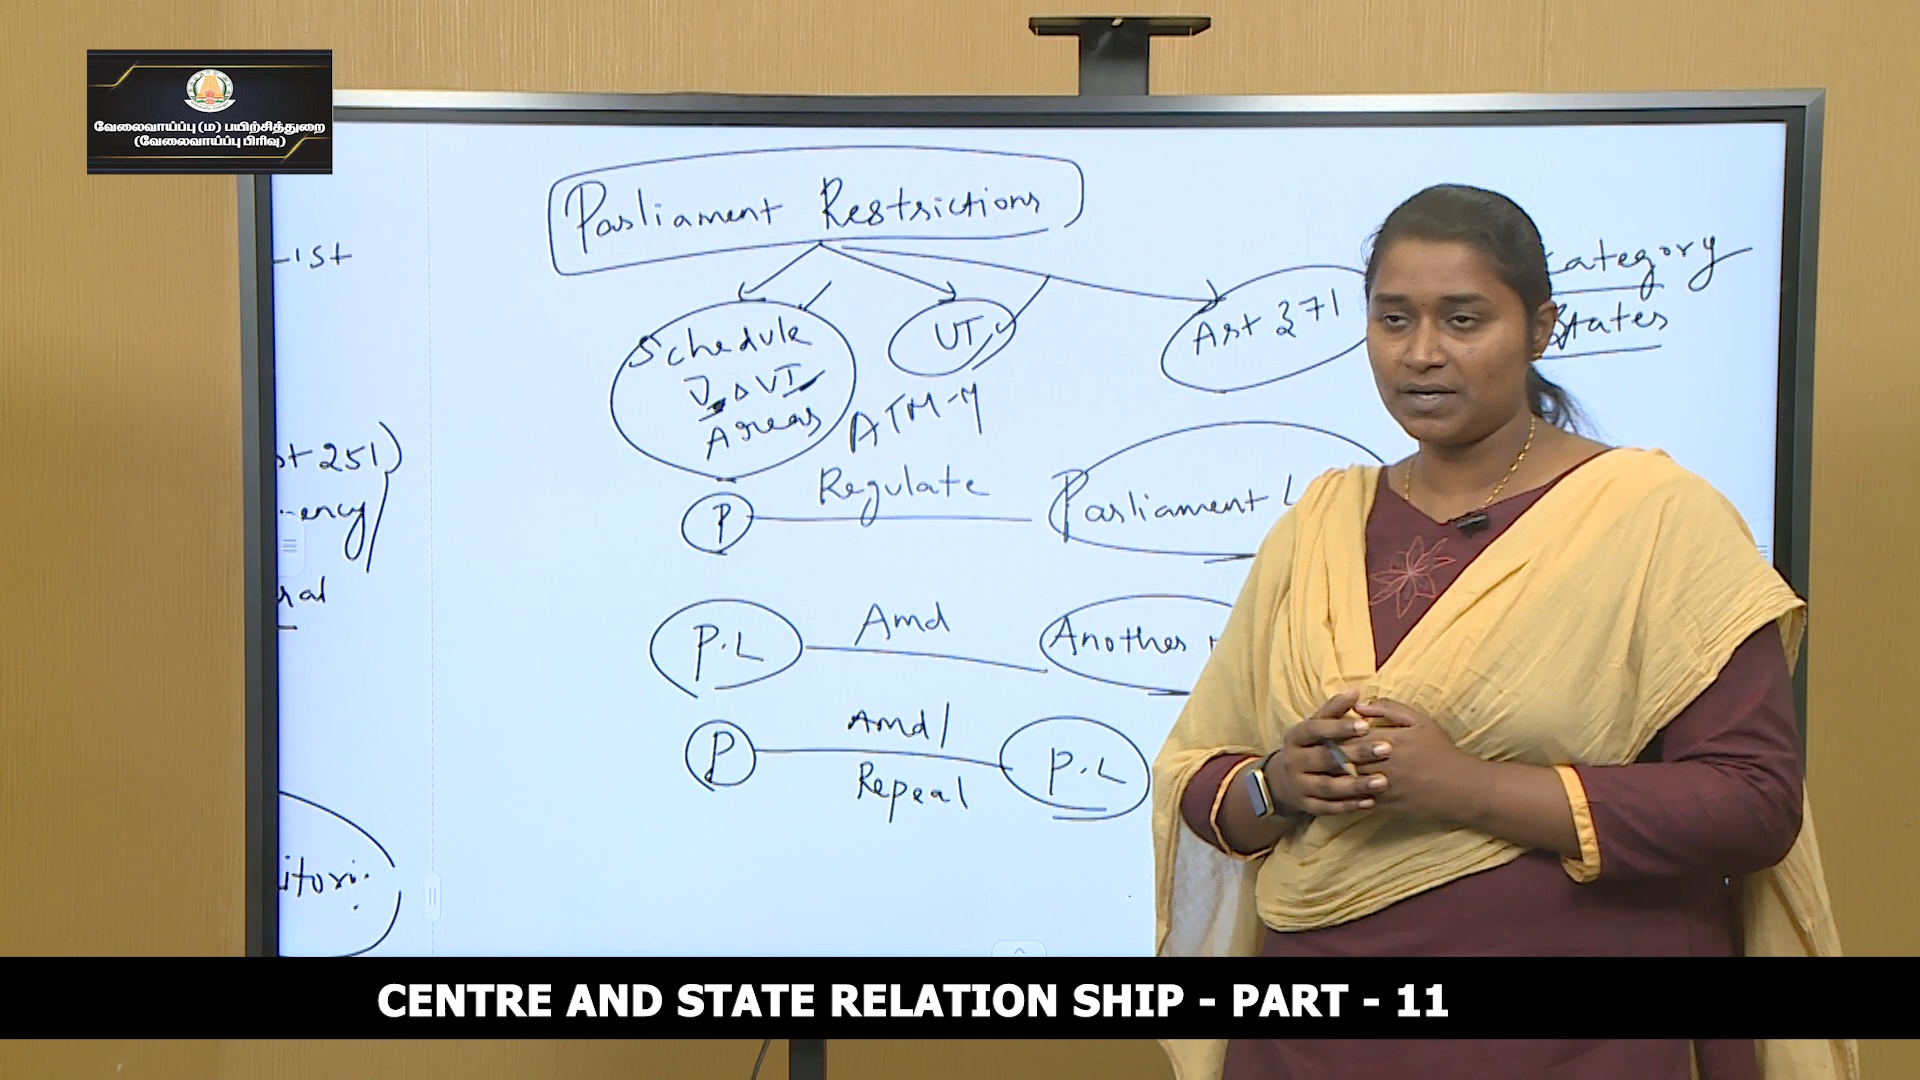 வேலைவாய்ப்பு (ம) பயிற்சித்துறை
(வேலைவாய்ப்பு பிரிவு)
Parliament Restrictions
Schedule
V & VI
Areas
UT
ATM-M
Art 371
Category
States
P
Regulate
Parliament L
P.L
Amd
Another
P
Amd/
Repeal
P.L
251)
CENTRE AND STATE RELATION SHIP - PART - 11